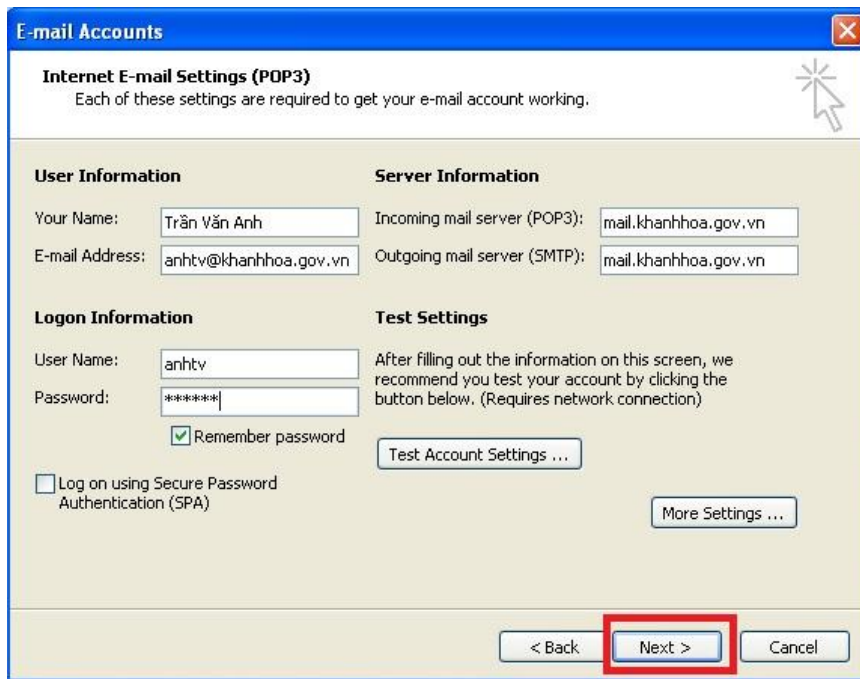 E-mail Accounts
Internet E-mail Settings (POP3)
Each of these settings are required to get your e-mail account working.
User Information
Your Name: Trần Văn Anh
E-mail Address: anhtv@khanhhoa.gov.vn
Server Information
Incoming mail server (POP3): mail.khanhhoa.gov.vn
Outgoing mail server (SMTP): mail.khanhhoa.gov.vn
Logon Information
User Name: anhtv
Password: ******
Remember password
Log on using Secure Password
Authentication (SPA)
Test Settings
After filling out the information on this screen, we
recommend you test your account by clicking the
button below. (Requires network connection)
Test Account Settings ...
More Settings ...
< Back Next > Cancel